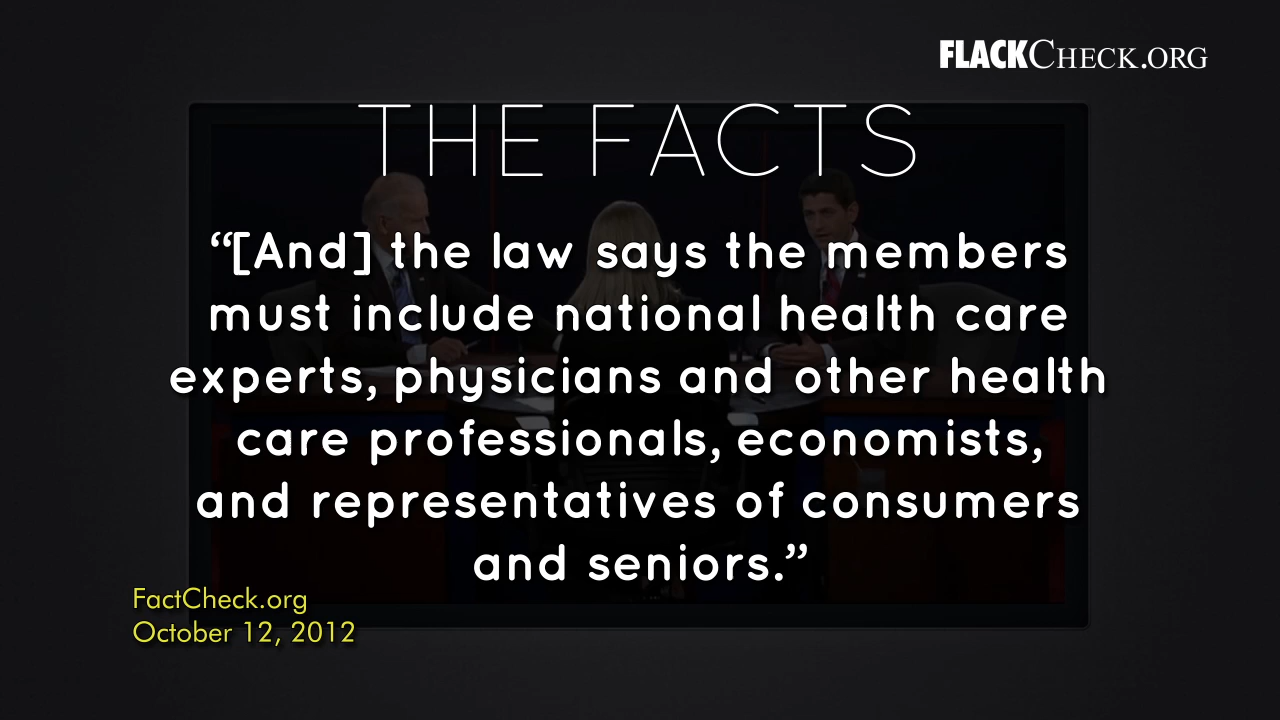 FLACKCHECK.ORG
THE FACTS
“[And] the law says the members
must include national health care
experts, physicians and other health
care professionals, economists,
and representatives of consumers
and seniors.”
FactCheck.org
October 12, 2012